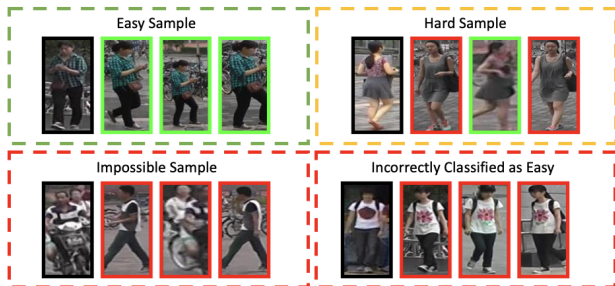 Easy Sample
Hard Sample
Impossible Sample
Incorrectly Classified as Easy